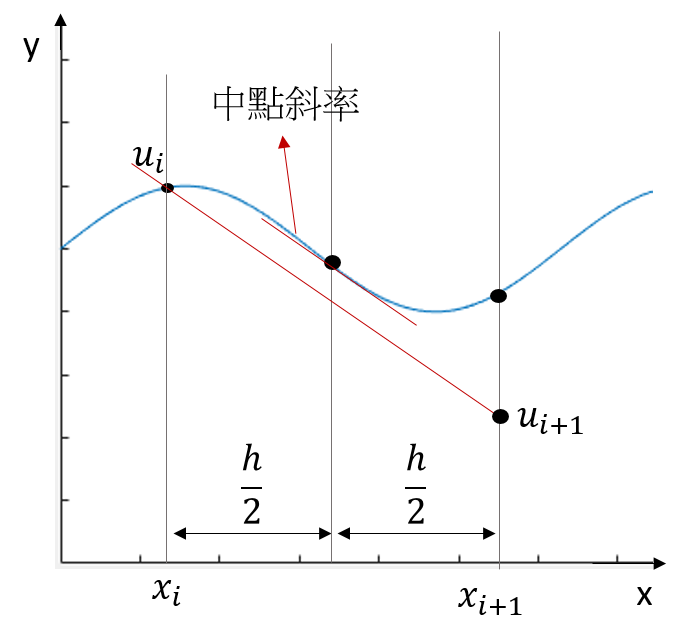 y
中點斜率
u_i
u_{i+1}
h/2
h/2
x_i
x_{i+1}
x